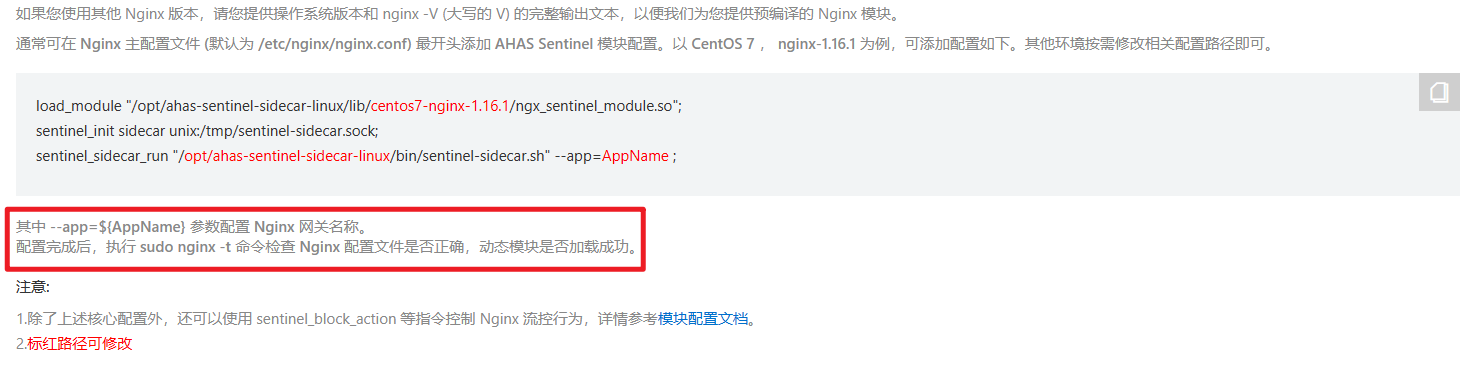 如果您使用其他 Nginx 版本，请您提供操作系统版本和 nginx -V (大写的 V) 的完整输出文本，以便我们为您提供预编译的 Nginx 模块。
通常可在 Nginx 主配置文件 (默认为 /etc/nginx/nginx.conf) 最开头添加 AHAS Sentinel 模块配置。以 CentOS 7 ， nginx-1.16.1 为例，可添加配置如下。其他环境按需修改相关配置路径即可。
load_module "/opt/ahas-sentinel-sidecar-linux/lib/centos7-nginx-1.16.1/ngx_sentinel_module.so";
sentinel_init sidecar unix:/tmp/sentinel-sidecar.sock;
sentinel_sidecar_run "/opt/ahas-sentinel-sidecar-linux/bin/sentinel-sidecar.sh" --app=AppName ;
其中 --app=${AppName} 参数配置 Nginx 网关名称。
配置完成后，执行 sudo nginx -t 命令检查 Nginx 配置文件是否正确，动态模块是否加载成功。
注意:
1.除了上述核心配置外，还可以使用 sentinel_block_action 等指令控制 Nginx 流控行为，详情参考模块配置文档。
2.标红路径可修改